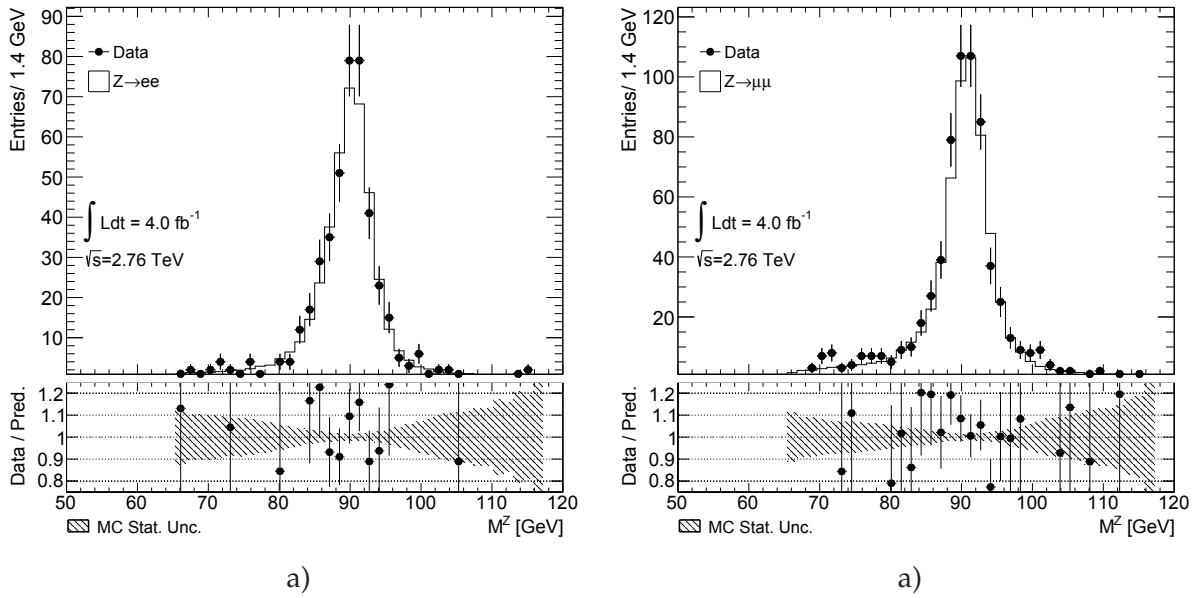 Entries/ 1.4 GeV
90
80
70
60
50
40
30
20
10
Data
Z→ee
∫ Ldt = 4.0 fb⁻¹
√s=2.76 TeV
Data / Pred.
1.2
1.1
1
0.9
0.8
50 60 70 80 90 100 110 120
MC Stat. Unc.
M^Z [GeV]
a)
Entries/ 1.4 GeV
120
100
80
60
40
20
Data
Z→μμ
∫ Ldt = 4.0 fb⁻¹
√s=2.76 TeV
Data / Pred.
1.2
1.1
1
0.9
0.8
50 60 70 80 90 100 110 120
MC Stat. Unc.
M^Z [GeV]
a)